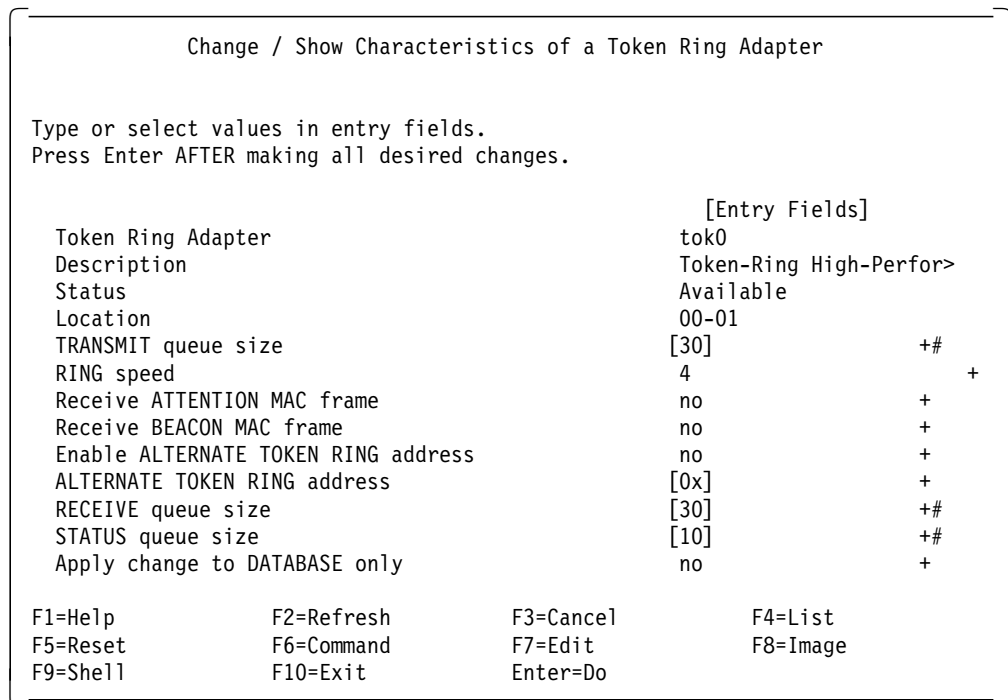 Change / Show Characteristics of a Token Ring Adapter
Type or select values in entry fields.
Press Enter AFTER making all desired changes.
[Entry Fields]
Token Ring Adapter tok0
Description Token-Ring High-Perfor>
Status Available
Location 00-01
TRANSMIT queue size [30] +#
RING speed 4 +
Receive ATTENTION MAC frame no +
Receive BEACON MAC frame no +
Enable ALTERNATE TOKEN RING address no +
ALTERNATE TOKEN RING address [0x] +
RECEIVE queue size [30] +#
STATUS queue size [10] +#
Apply change to DATABASE only no +
F1=Help F2=Refresh F3=Cancel F4=List
F5=Reset F6=Command F7=Edit F8=Image
F9=Shell F10=Exit Enter=Do